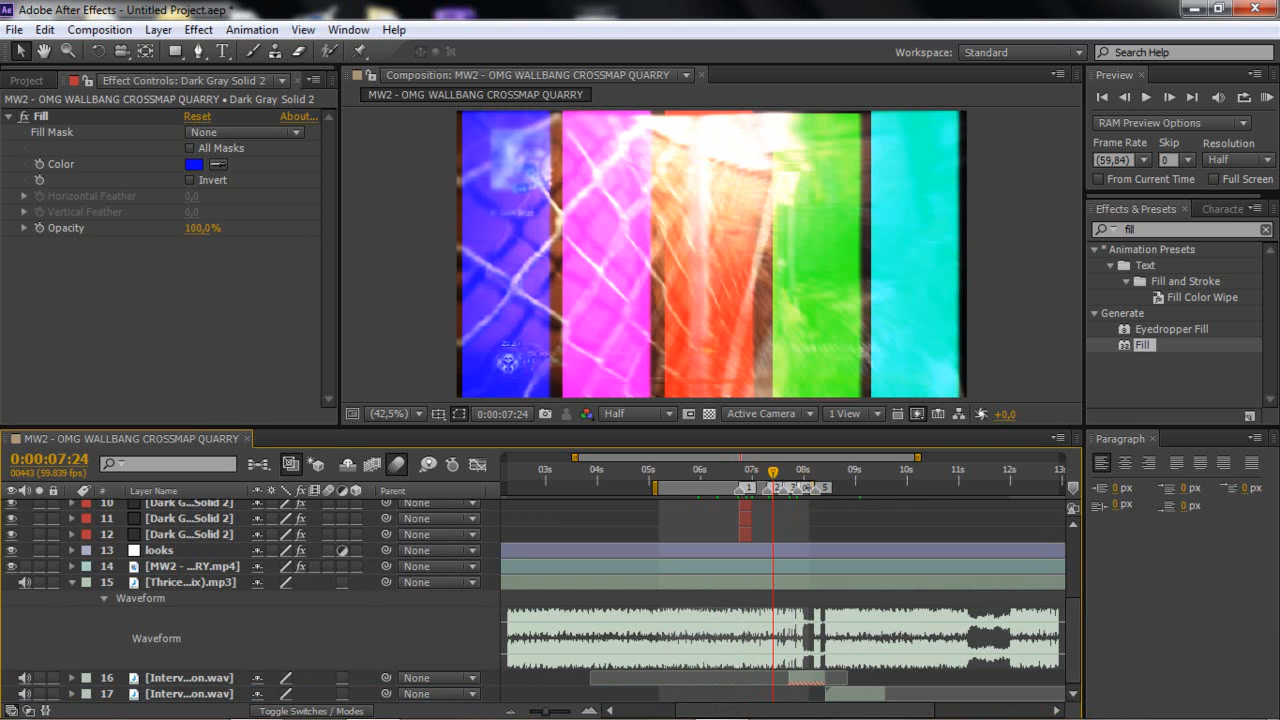 Adobe After Effects - Untitled Project.aep *
File Edit Composition Layer Effect Animation View Window Help
Workspace: Standard Search Help
Project Effect Controls: Dark Gray Solid 2
MW2 - OMG WALLBANG CROSSMAP QUARRY • Dark Gray Solid 2
Fill Reset About...
Fill Mask None
All Masks
Color
Invert
Horizontal Feather 0,0
Vertical Feather 0,0
Opacity 100,0%
Composition: MW2 - OMG WALLBANG CROSSMAP QUARRY
MW2 - OMG WALLBANG CROSSMAP QUARRY
(42,5%) 0:00:07:24 Half Active Camera 1 View +0,0
Preview
RAM Preview Options
Frame Rate Skip Resolution
(59,84) 0 Half
From Current Time Full Screen
Effects & Presets Characte
fill
* Animation Presets
Text
Fill and Stroke
Fill Color Wipe
Generate
Eyedropper Fill
Fill
MW2 - OMG WALLBANG CROSSMAP QUARRY
0:00:07:24
00443 (59.839 fps)
03s 04s 05s 06s 07s 08s 09s 10s 11s 12s 13s
# Layer Name Parent
1 2 3 5
10 [Dark G...Solid 2] None
11 [Dark G...Solid 2] None
12 [Dark G...Solid 2] None
13 looks None
14 [MW2 - ...RY.mp4] None
15 [Thrice...ix).mp3] None
Waveform
Waveform
16 [Interv...on.wav] None
17 [Interv...on.wav] None
Toggle Switches / Modes
Paragraph
0 px 0 px 0 px
0 px 0 px